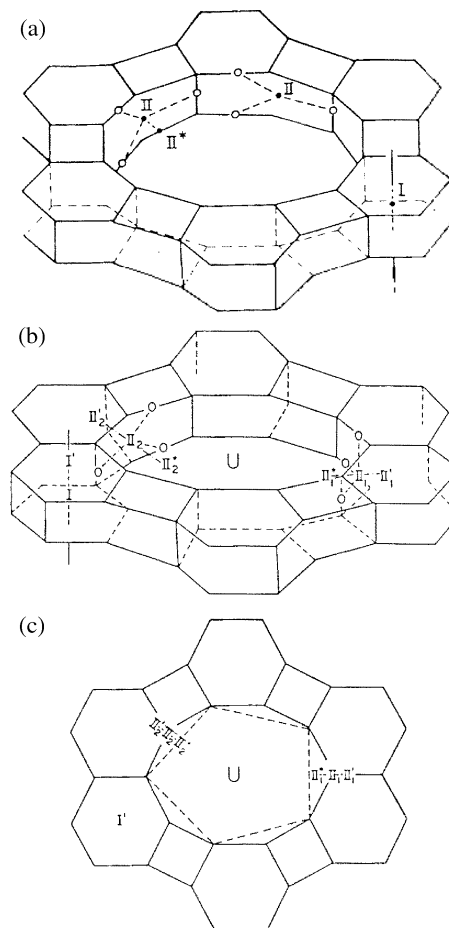 (a)
II
II
II*
I
(b)
II'₂
II₂
I'
II*₂
U
II*₁ II₁ II'₁
I
(c)
II'₂ II₂ II*₂
U
II*₁ II₁ II'₁
I'